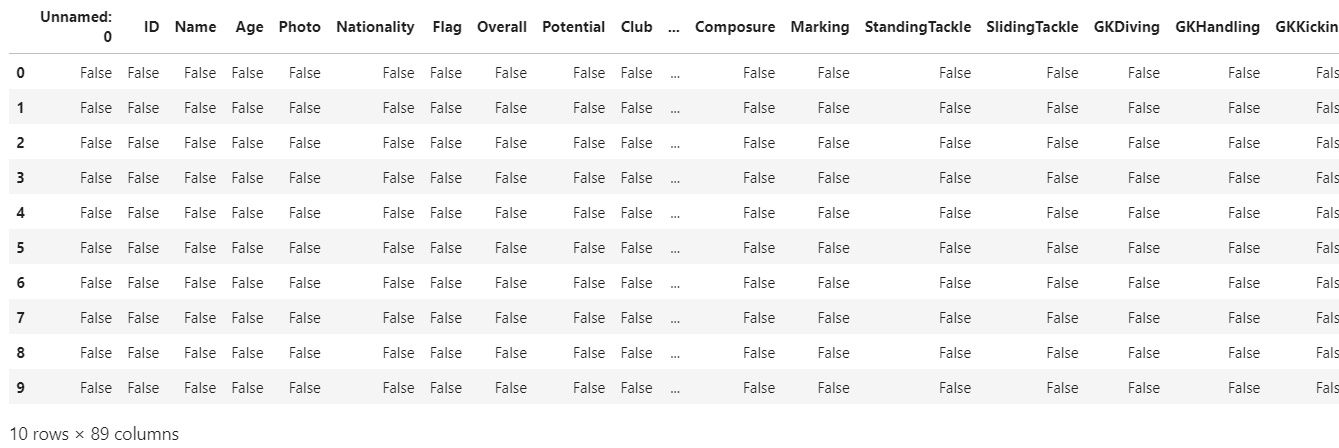 Unnamed: 0 ID Name Age Photo Nationality Flag Overall Potential Club ... Composure Marking StandingTackle SlidingTackle GKDiving GKHandling GKKickin
0 False False False False False False False False False False ... False False False False False False Fals
1 False False False False False False False False False False ... False False False False False False Fals
2 False False False False False False False False False False ... False False False False False False Fals
3 False False False False False False False False False False ... False False False False False False Fals
4 False False False False False False False False False False ... False False False False False False Fals
5 False False False False False False False False False False ... False False False False False False Fals
6 False False False False False False False False False False ... False False False False False False Fals
7 False False False False False False False False False False ... False False False False False False Fals
8 False False False False False False False False False False ... False False False False False False Fals
9 False False False False False False False False False False ... False False False False False False Fals
10 rows × 89 columns